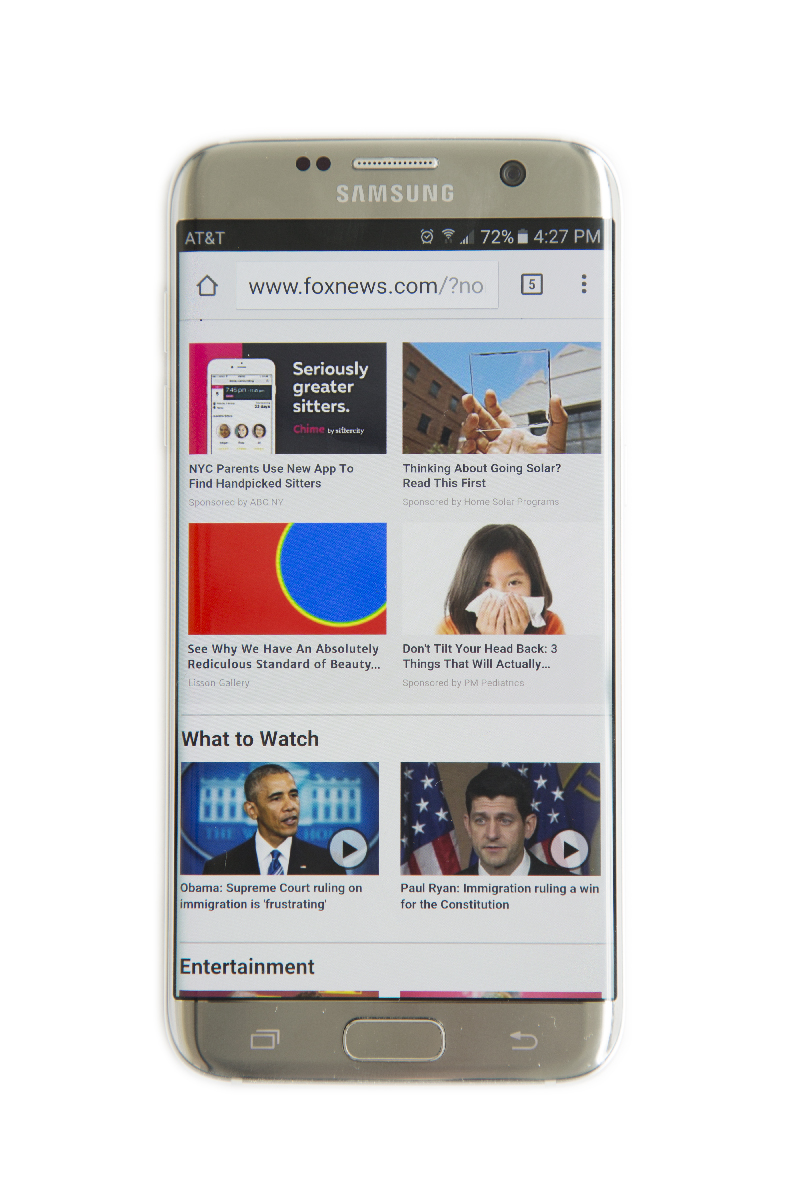 SAMSUNG
AT&T 72% 4:27 PM
www.foxnews.com/?no 5
Seriously
greater
sitters.
Chime by sittercity
7:45 pm
NYC Parents Use New App To
Find Handpicked Sitters
Sponsored by ABC NY
Thinking About Going Solar?
Read This First
Sponsored by Home Solar Programs
See Why We Have An Absolutely
Rediculous Standard of Beauty...
Lisson Gallery
Don't Tilt Your Head Back: 3
Things That Will Actually...
Sponsored by PM Pediatrics
What to Watch
Obama: Supreme Court ruling on
immigration is 'frustrating'
Paul Ryan: Immigration ruling a win
for the Constitution
Entertainment